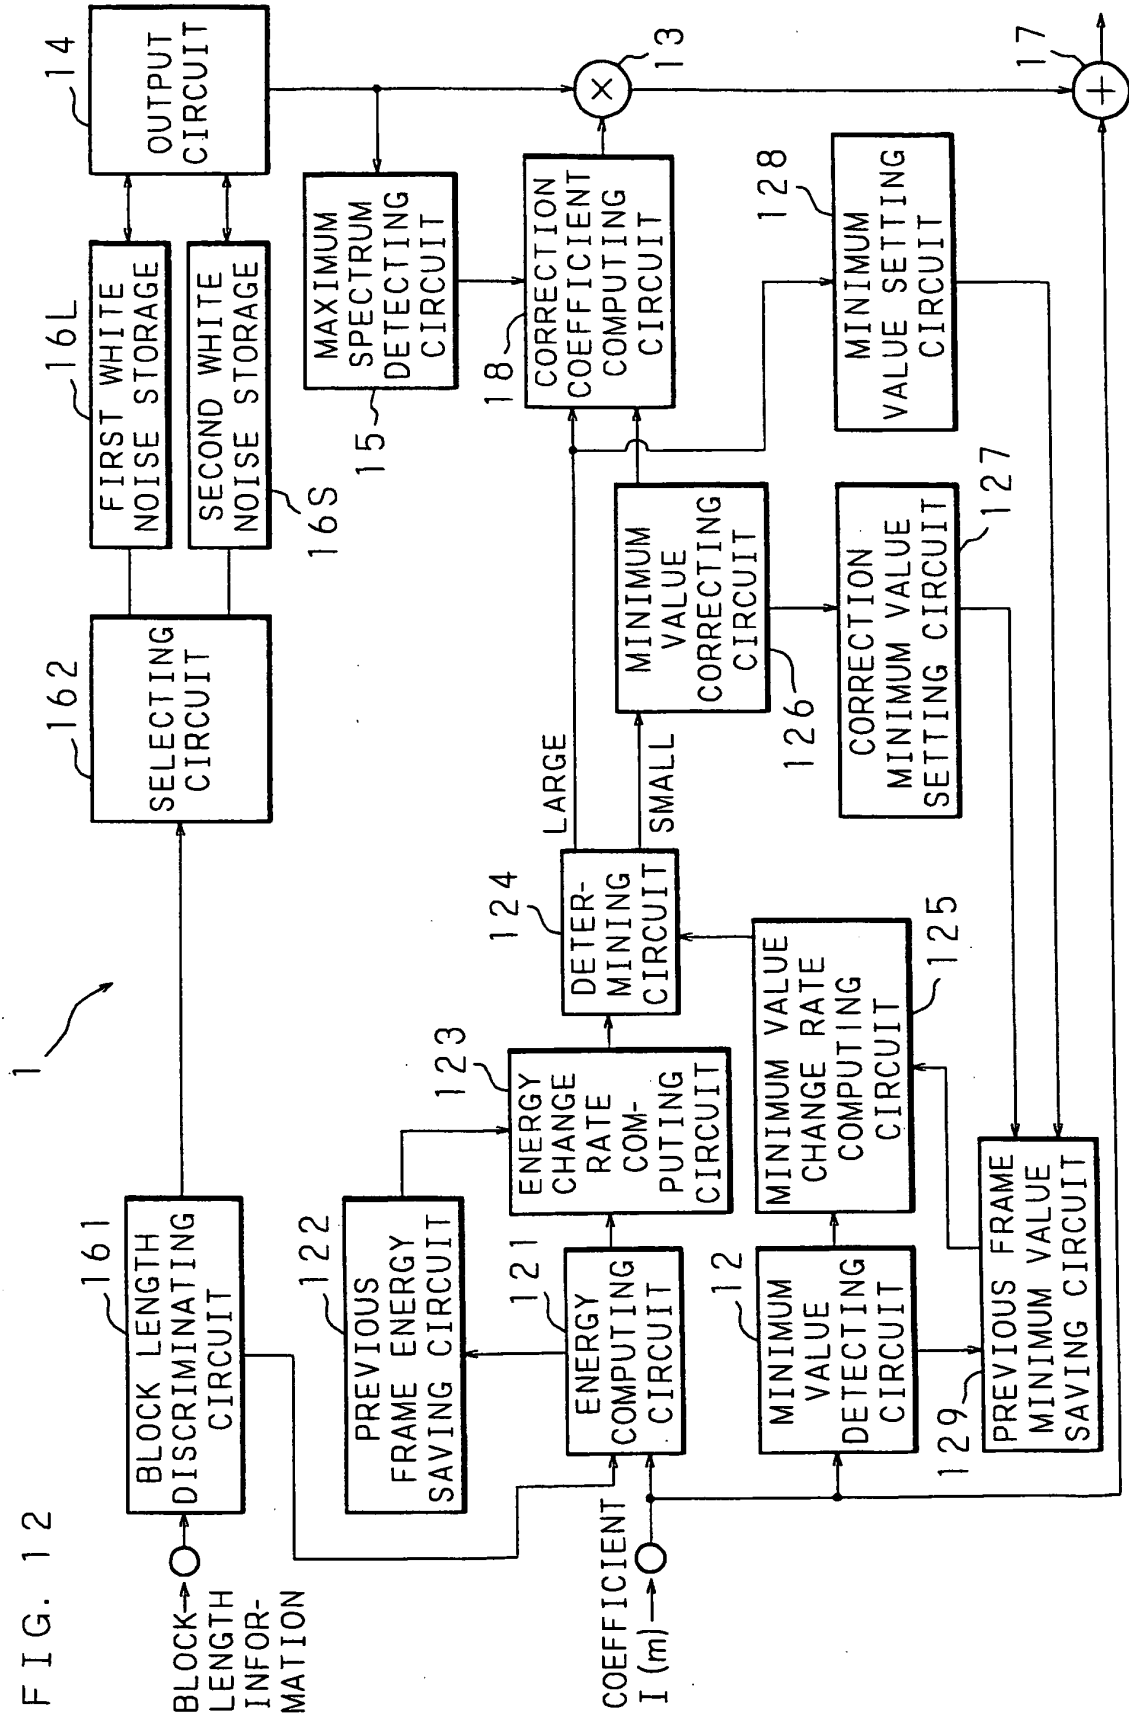 FIG. 12
1
BLOCK
LENGTH
INFOR-
MATION
161
BLOCK LENGTH
DISCRIMINATING
CIRCUIT
162
SELECTING
CIRCUIT
16L
FIRST WHITE
NOISE STORAGE
SECOND WHITE
NOISE STORAGE
16S
14
OUTPUT
CIRCUIT
122
PREVIOUS
FRAME ENERGY
SAVING CIRCUIT
MAXIMUM
SPECTRUM
DETECTING
CIRCUIT
15
123
ENERGY
CHANGE
RATE
COM-
PUTING
CIRCUIT
124
DETER-
MINING
CIRCUIT
LARGE
SMALL
18
CORRECTION
COEFFICIENT
COMPUTING
CIRCUIT
×
13
COEFFICIENT
I (m)
121
ENERGY
COMPUTING
CIRCUIT
MINIMUM
VALUE
CORRECTING
CIRCUIT
126
12
MINIMUM
VALUE
DETECTING
CIRCUIT
MINIMUM VALUE
CHANGE RATE
COMPUTING
CIRCUIT
125
CORRECTION
MINIMUM VALUE
SETTING CIRCUIT
127
128
MINIMUM
VALUE SETTING
CIRCUIT
129
PREVIOUS FRAME
MINIMUM VALUE
SAVING CIRCUIT
17
+